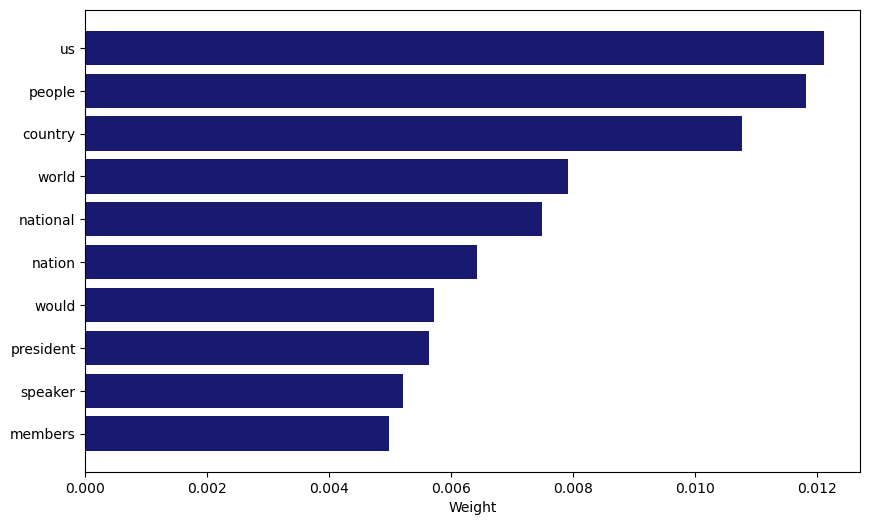 us
people
country
world
national
nation
would
president
speaker
members
0.000 0.002 0.004 0.006 0.008 0.010 0.012
Weight